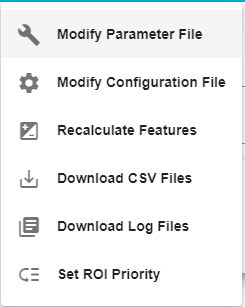 Modify Parameter File
Modify Configuration File
Recalculate Features
Download CSV Files
Download Log Files
Set ROI Priority